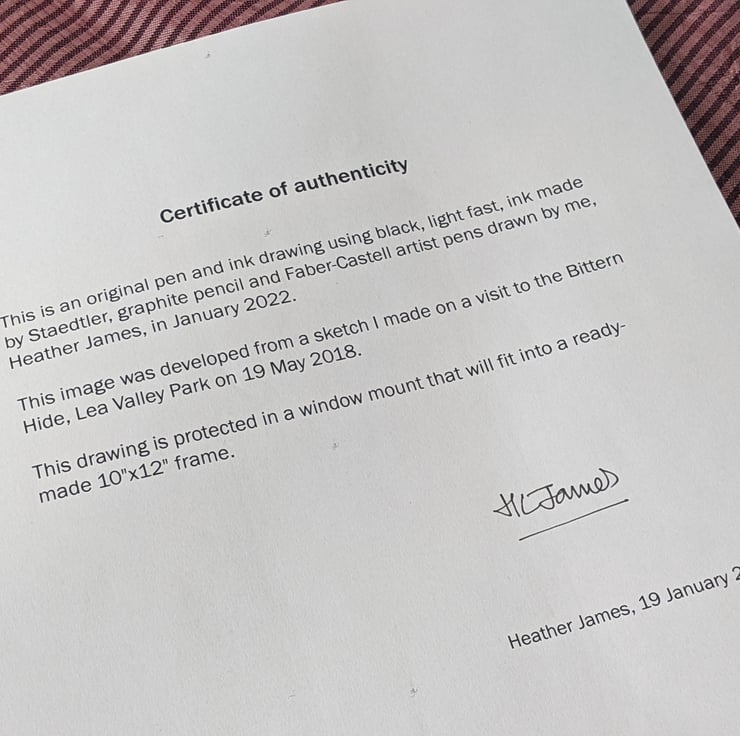 Certificate of authenticity
This is an original pen and ink drawing using black, light fast, ink made
by Staedtler, graphite pencil and Faber-Castell artist pens drawn by me,
Heather James, in January 2022.
This image was developed from a sketch I made on a visit to the Bittern
Hide, Lea Valley Park on 19 May 2018.
This drawing is protected in a window mount that will fit into a ready-
made 10"x12" frame.
HCJames
Heather James, 19 January 2